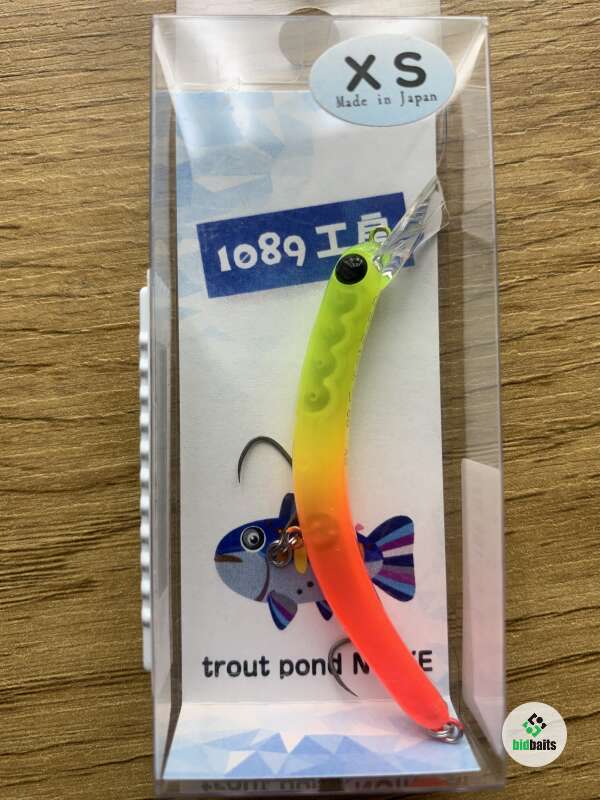 XS
Made in Japan
1089 工房
trout pond
bidbaits